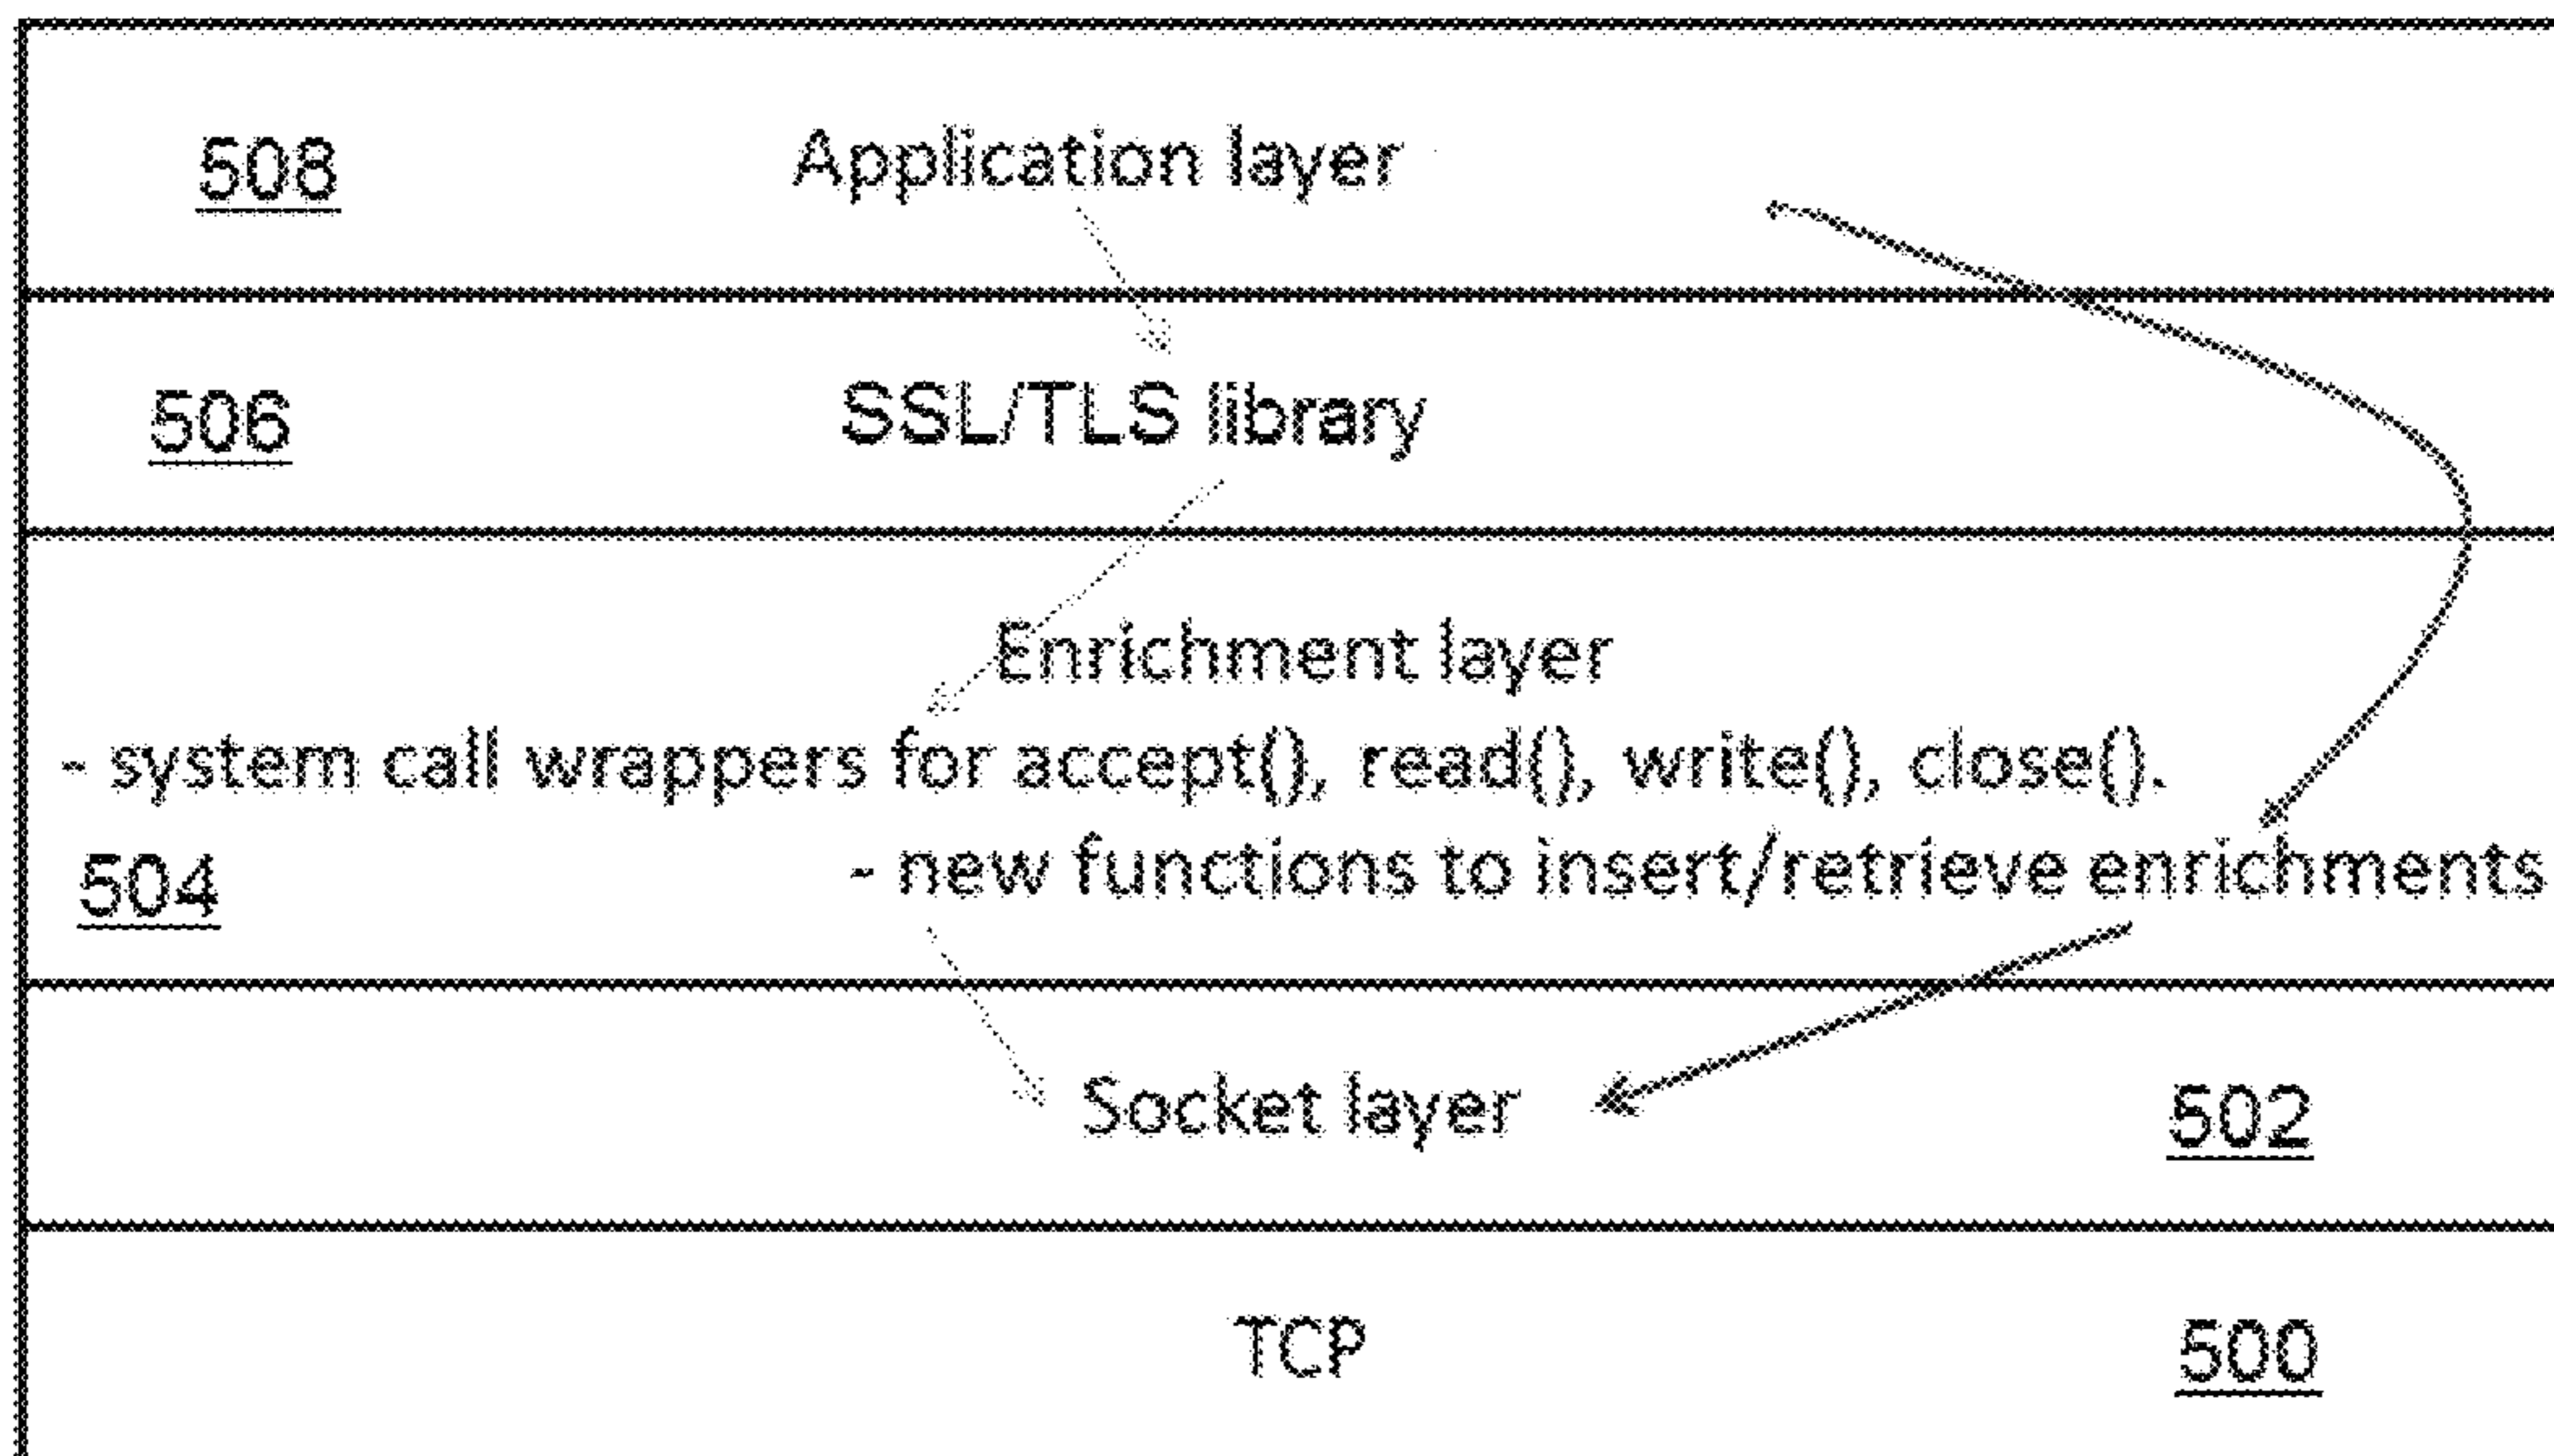 508 Application layer
506 SSL/TLS library
Enrichment layer
- system call wrappers for accept(), read(), write(), close().
504 - new functions to insert/retrieve enrichments
Socket layer 502
TCP 500